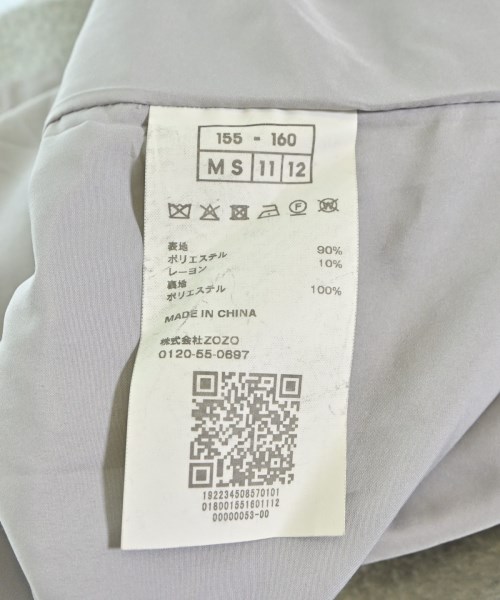 155 - 160
MS 11 12
表地
ポリエステル 90%
レーヨン 10%
裏地
ポリエステル 100%
MADE IN CHINA
株式会社ZOZO
0120-55-0697
192234508570101
018001551601112
00000053-00